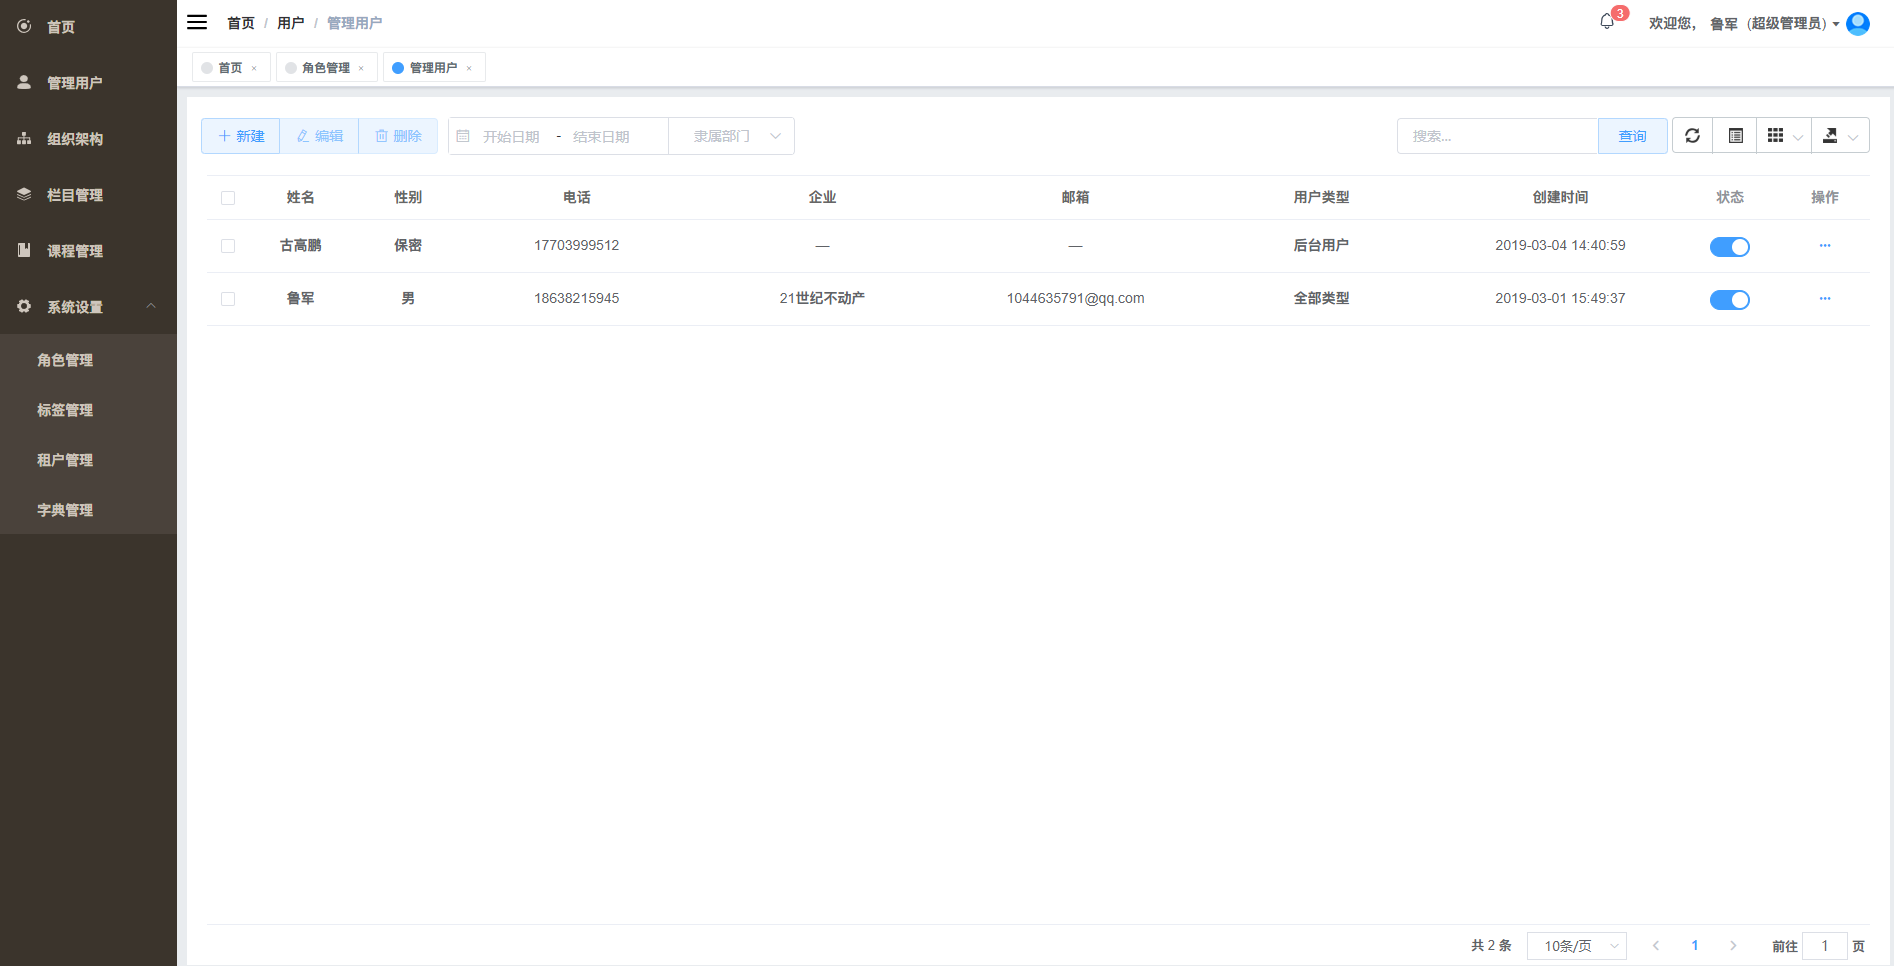 首页
管理用户
组织架构
栏目管理
课程管理
系统设置
角色管理
标签管理
租户管理
字典管理
首页 / 用户 / 管理用户
3
欢迎您, 鲁军 (超级管理员)
首页 × 角色管理 × 管理用户 ×
新建 编辑 删除 开始日期 - 结束日期 隶属部门 搜索... 查询
姓名 性别 电话 企业 邮箱 用户类型 创建时间 状态 操作
古高鹏 保密 17703999512 — — 后台用户 2019-03-04 14:40:59 ···
鲁军 男 18638215945 21世纪不动产 1044635791@qq.com 全部类型 2019-03-01 15:49:37 ···
共 2 条 10条/页 1 前往 1 页